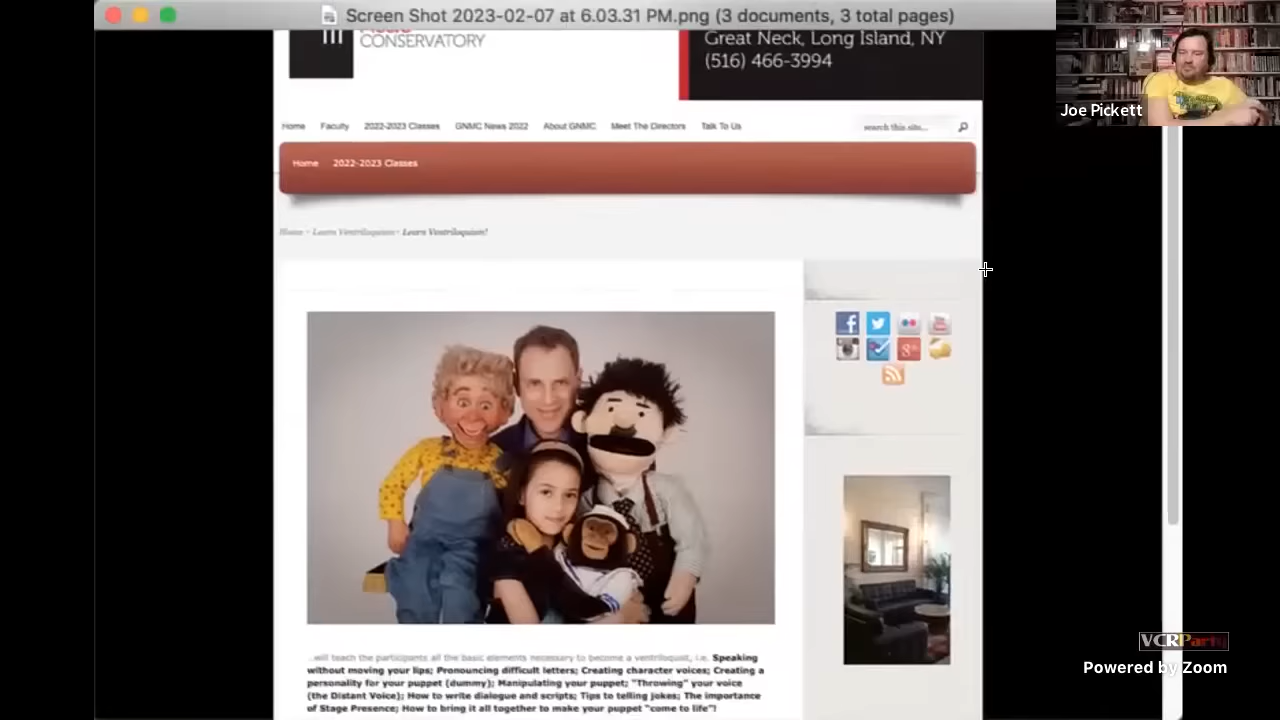 Screen Shot 2023-02-07 at 6.03.31 PM.png (3 documents, 3 total pages)
CONSERVATORY
Great Neck, Long Island, NY
(516) 466-3994
Joe Pickett
Home Faculty 2022-2023 Classes GNMC News 2022 About GNMC Meet The Directors Talk To Us search this site...
Home 2022-2023 Classes
Home > Learn Ventriloquism > Learn Ventriloquism!
..will teach the participants all the basic elements necessary to become a ventriloquist, i.e. Speaking
without moving your lips; Pronouncing difficult letters; Creating character voices; Creating a
personality for your puppet (dummy); Manipulating your puppet; "Throwing" your voice
(the Distant Voice); How to write dialogue and scripts; Tips to telling jokes; The importance
of Stage Presence; How to bring it all together to make your puppet "come to life"!
VCRParty
Powered by Zoom